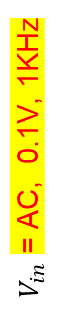 V_in = AC, 0.1V, 1KHz